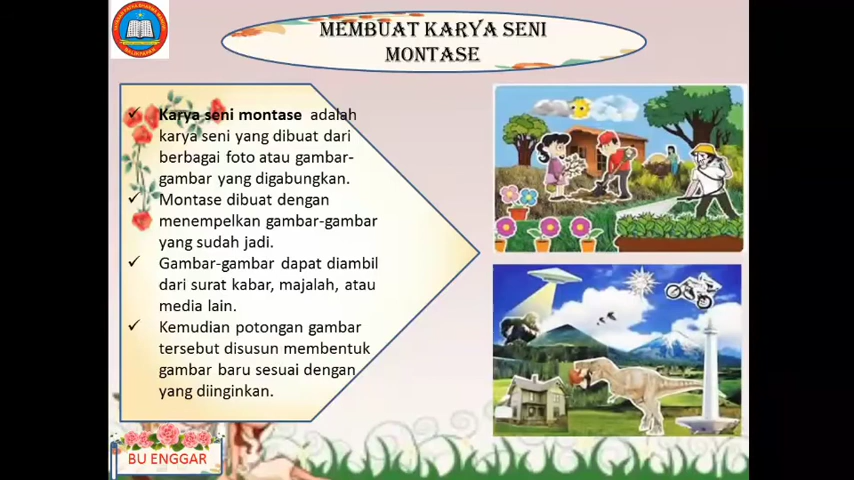 MEMBUAT KARYA SENI
MONTASE
Karya seni montase adalah
karya seni yang dibuat dari
berbagai foto atau gambar-
gambar yang digabungkan.
Montase dibuat dengan
menempelkan gambar-gambar
yang sudah jadi.
Gambar-gambar dapat diambil
dari surat kabar, majalah, atau
media lain.
Kemudian potongan gambar
tersebut disusun membentuk
gambar baru sesuai dengan
yang diinginkan.
BU ENGGAR